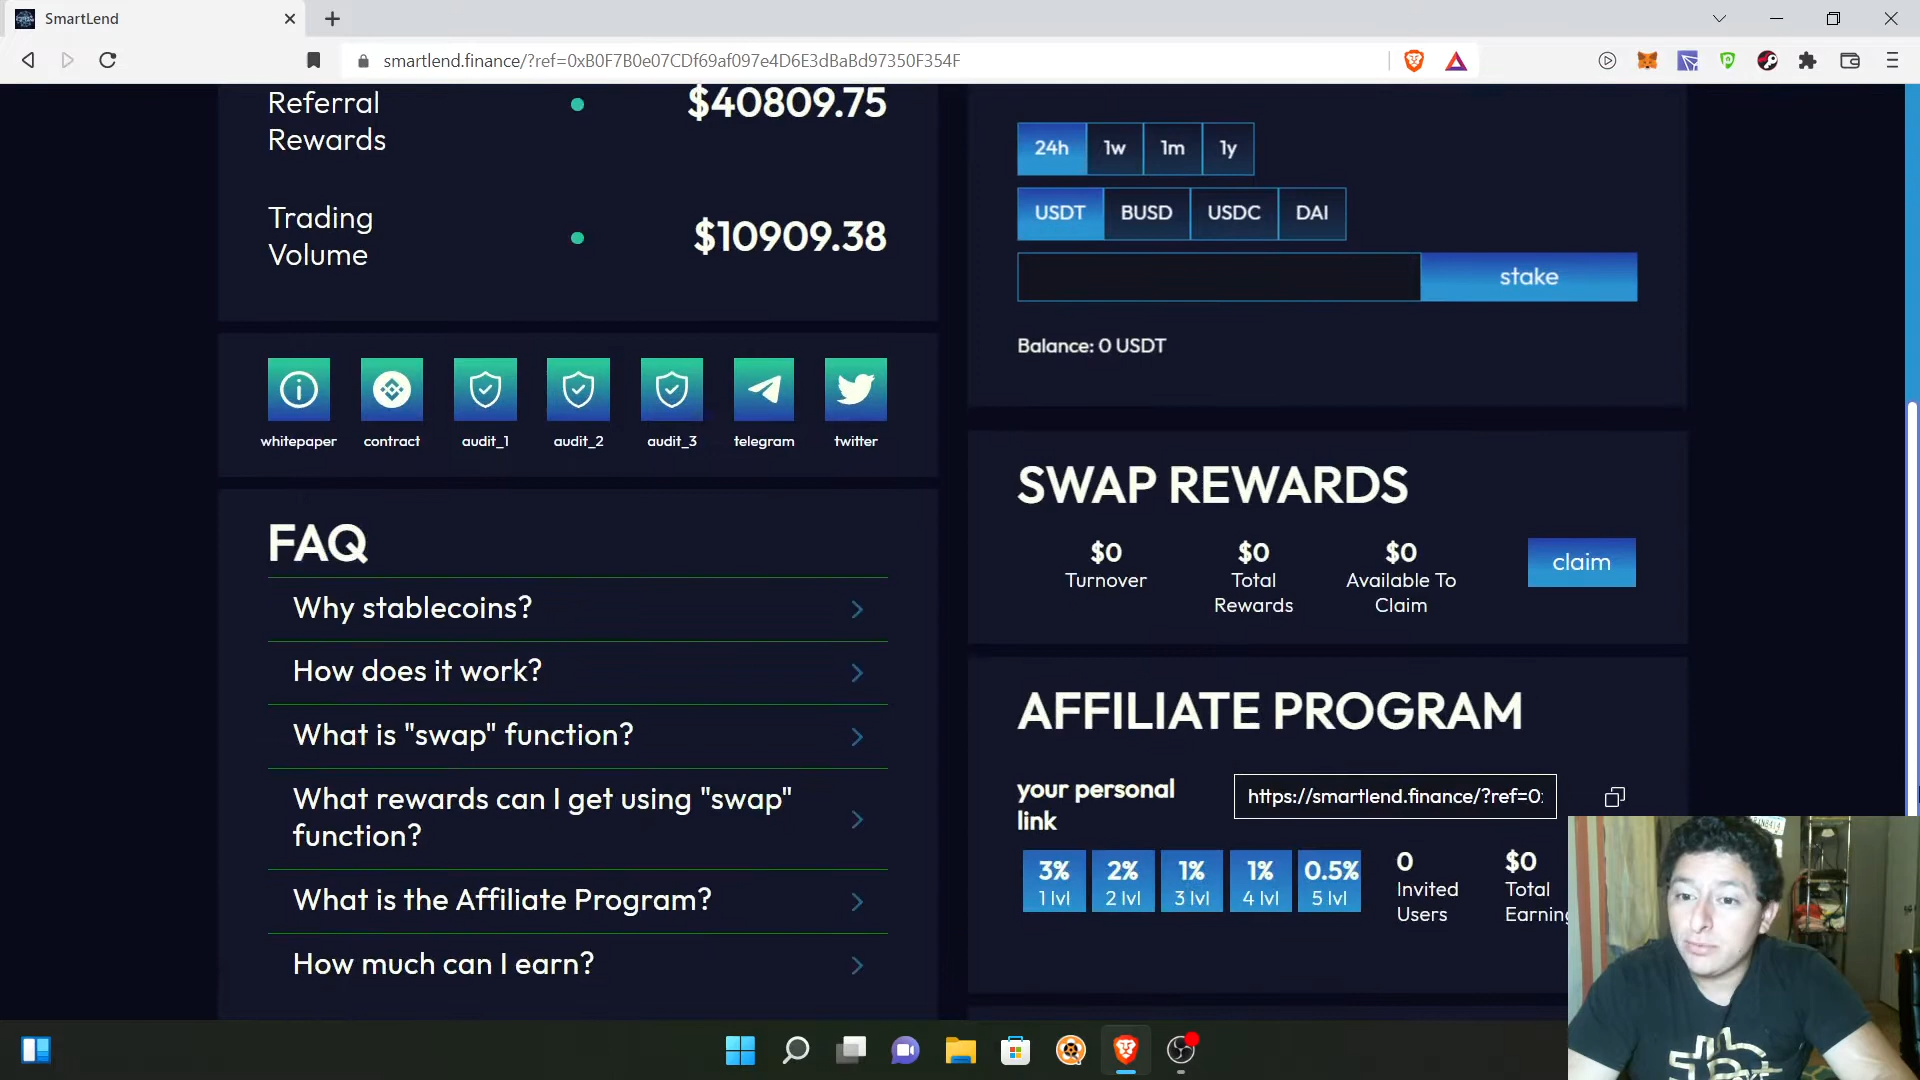 SmartLend
smartlend.finance/?ref=0xB0F7B0e07CDf69af097e4D6E3dBaBd97350F354F
Referral
Rewards
$40809.75
Trading
Volume
$10909.38
whitepaper
contract
audit_1
audit_2
audit_3
telegram
twitter
FAQ
Why stablecoins?
How does it work?
What is "swap" function?
What rewards can I get using "swap"
function?
What is the Affiliate Program?
How much can I earn?
24h 1w 1m 1y
USDT BUSD USDC DAI
stake
Balance: 0 USDT
SWAP REWARDS
$0
Turnover
$0
Total
Rewards
$0
Available To
Claim
claim
AFFILIATE PROGRAM
your personal
link
https://smartlend.finance/?ref=0
3%
1 lvl
2%
2 lvl
1%
3 lvl
1%
4 lvl
0.5%
5 lvl
0
Invited
Users
$0
Total
Earning